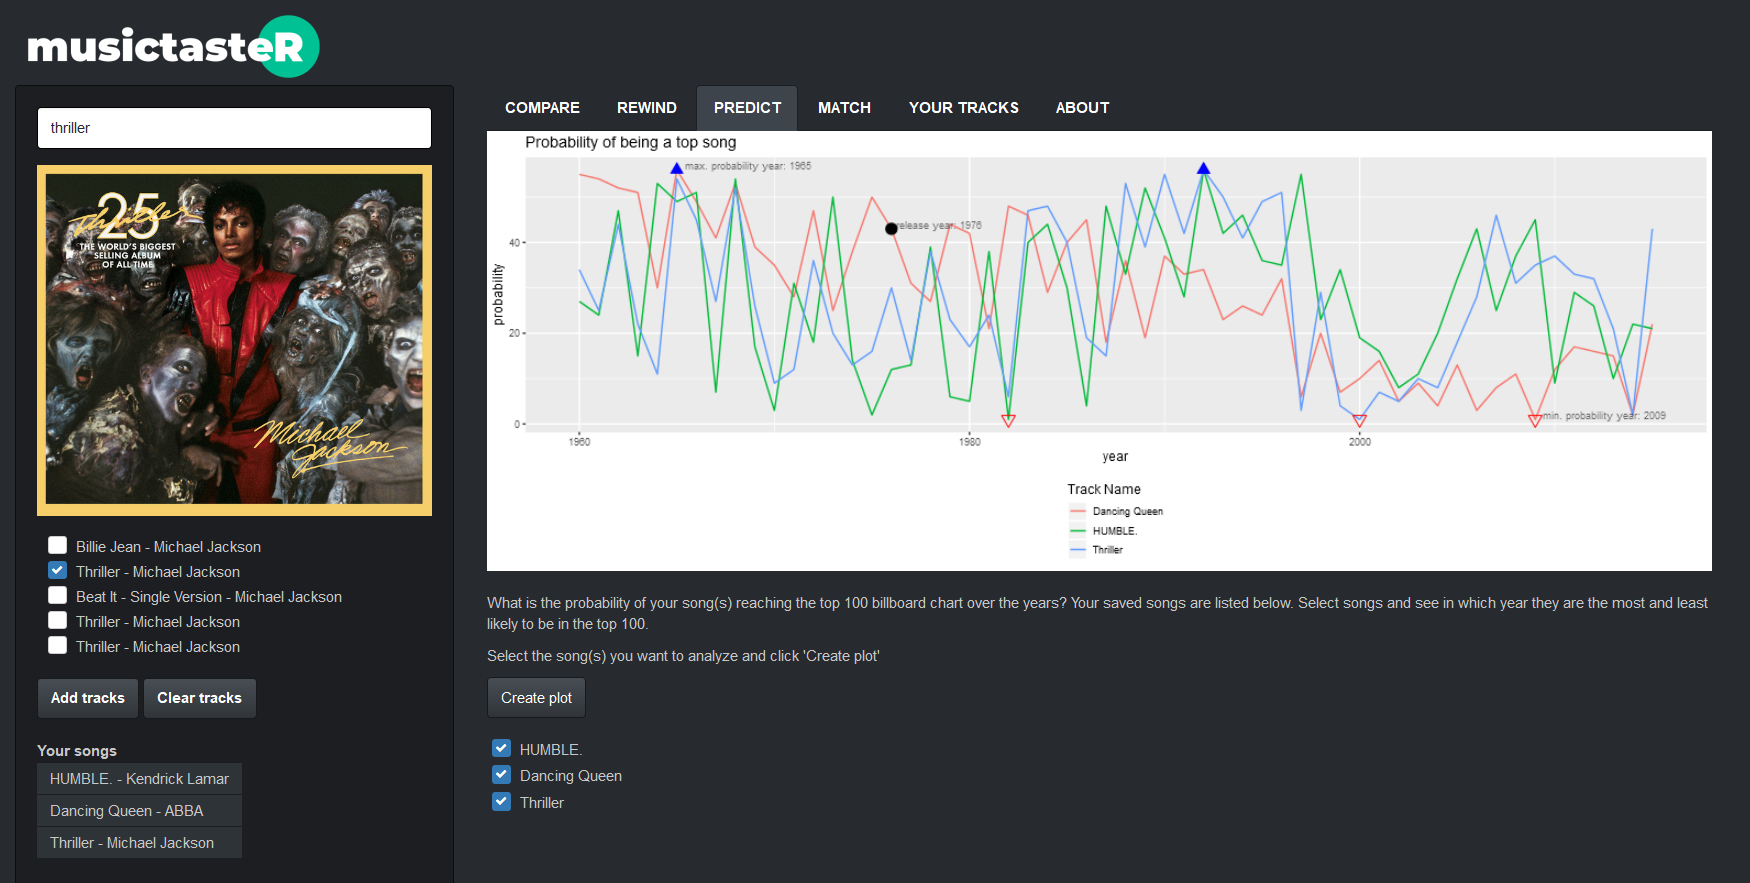 musictasteR
thriller
25
Thriller
THE WORLD'S BIGGEST
SELLING ALBUM
OF ALL TIME
Michael
Jackson
Billie Jean - Michael Jackson
Thriller - Michael Jackson
Beat It - Single Version - Michael Jackson
Thriller - Michael Jackson
Thriller - Michael Jackson
Add tracks
Clear tracks
Your songs
HUMBLE. - Kendrick Lamar
Dancing Queen - ABBA
Thriller - Michael Jackson
COMPARE
REWIND
PREDICT
MATCH
YOUR TRACKS
ABOUT
Probability of being a top song
max. probability year: 1965
release year: 1976
min. probability year: 2009
probability
40
20
0
1960
1980
2000
year
Track Name
Dancing Queen
HUMBLE.
Thriller
What is the probability of your song(s) reaching the top 100 billboard chart over the years? Your saved songs are listed below. Select songs and see in which year they are the most and least
likely to be in the top 100.
Select the song(s) you want to analyze and click 'Create plot'
Create plot
HUMBLE.
Dancing Queen
Thriller